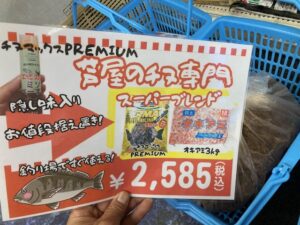 チヌマックスPREMIUM
芦屋のチヌ専門
スーパーブレンド
隠し味入り
お値段据え置き!
PREMIUM
オキアミ3kg
釣り場ですぐ使える!
¥2,585(税込)